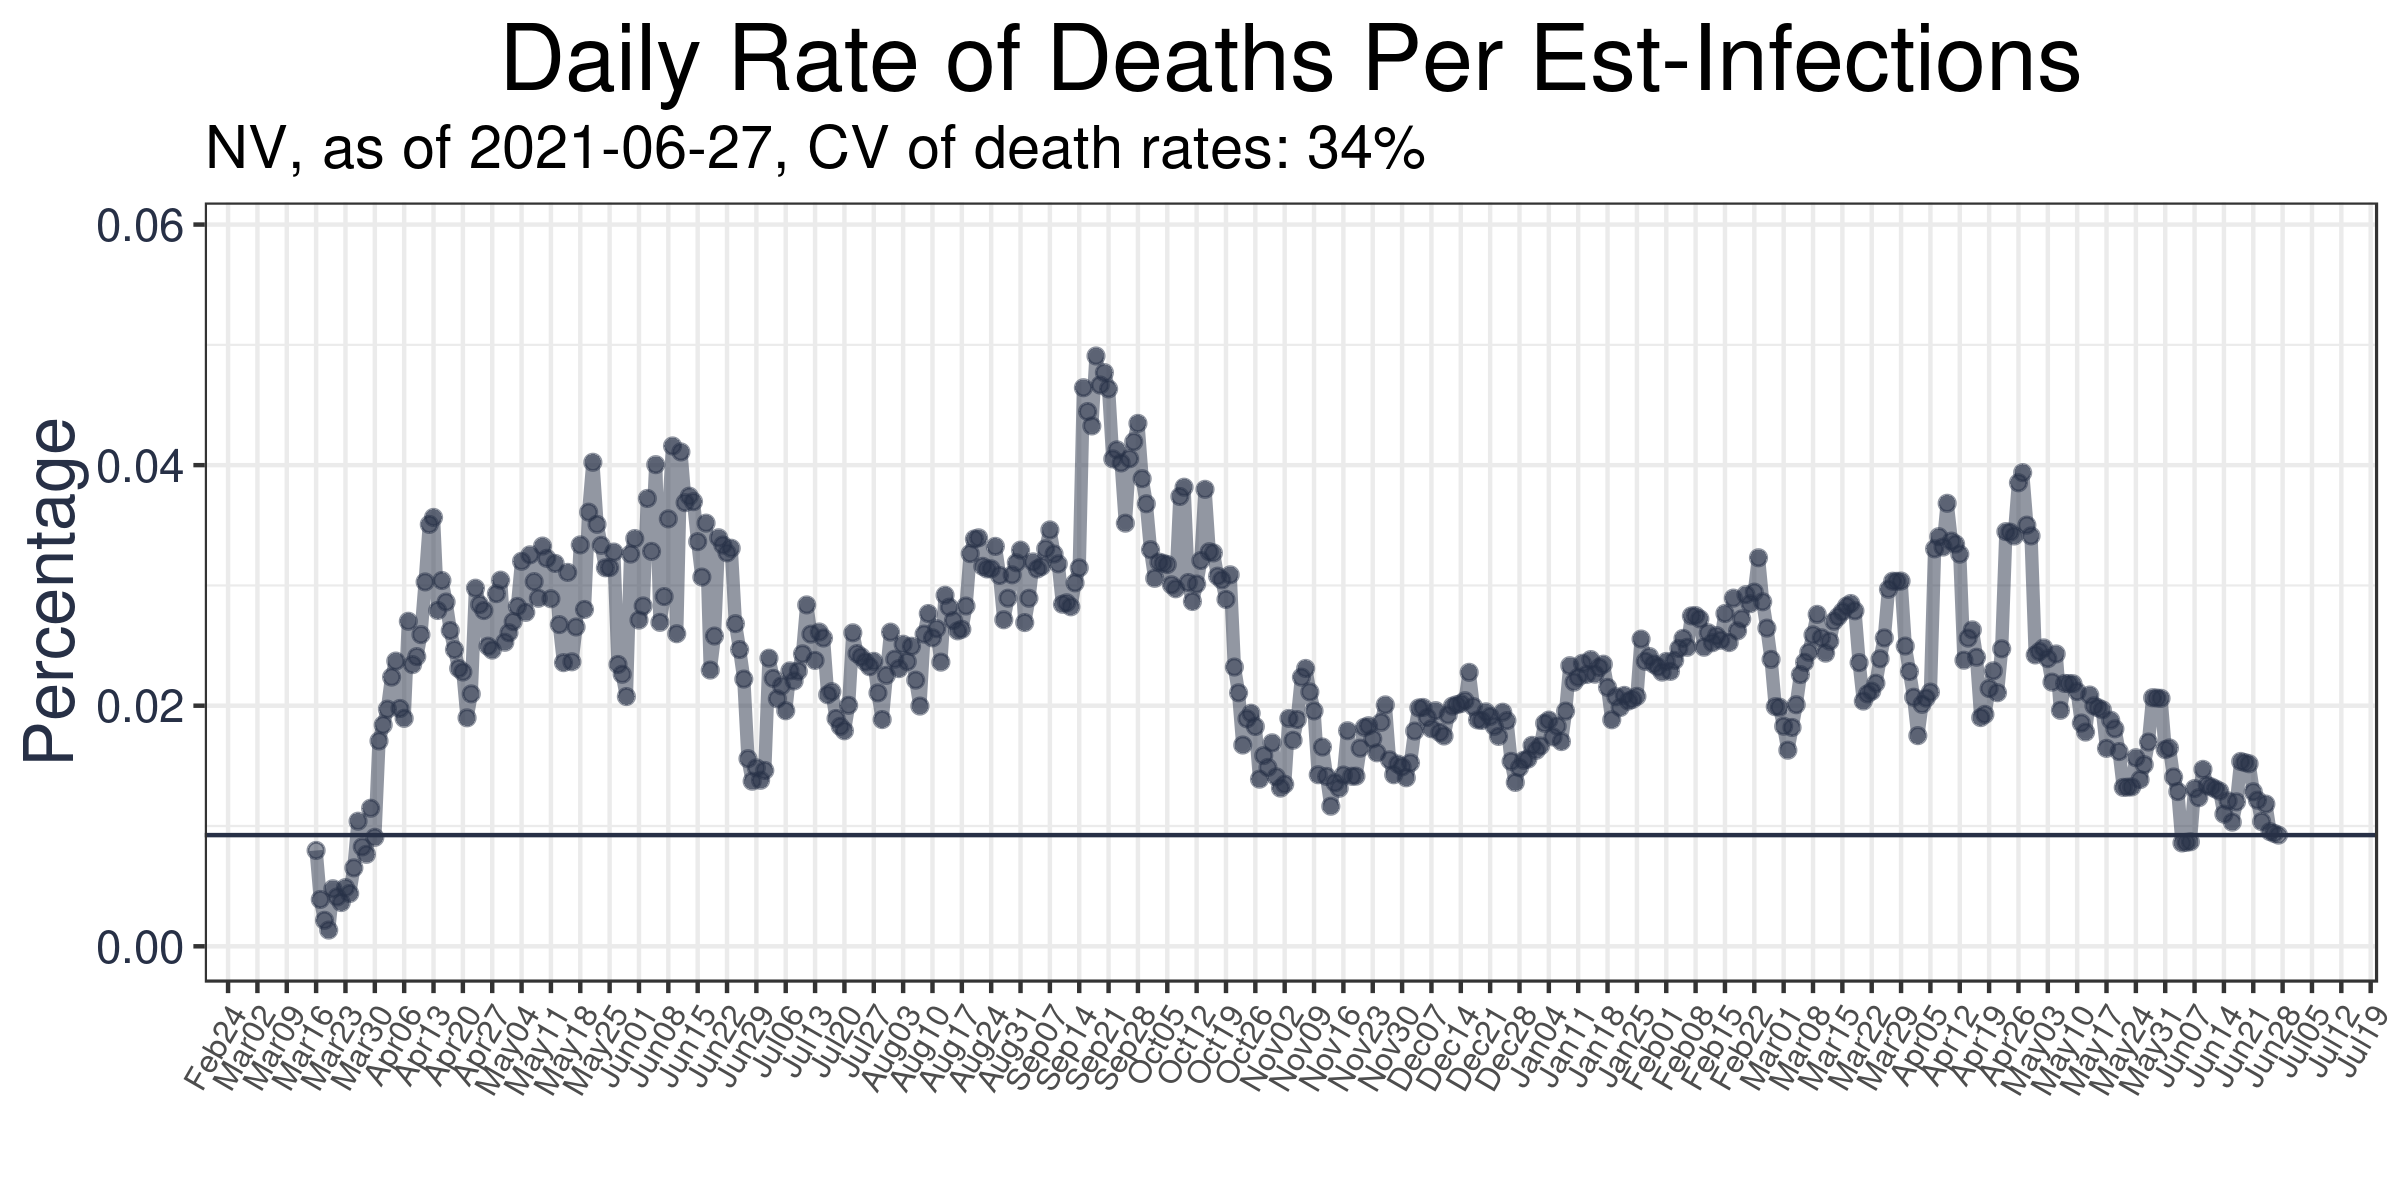 Daily Rate of Deaths Per Est-Infections
NV, as of 2021-06-27, CV of death rates: 34%
Percentage
0.06
0.04
0.02
0.00
Feb24
Mar02
Mar09
Mar16
Mar23
Mar30
Apr06
Apr13
Apr20
Apr27
May04
May11
May18
May25
Jun01
Jun08
Jun15
Jun22
Jun29
Jul06
Jul13
Jul20
Jul27
Aug03
Aug10
Aug17
Aug24
Aug31
Sep07
Sep14
Sep21
Sep28
Oct05
Oct12
Oct19
Oct26
Nov02
Nov09
Nov16
Nov23
Nov30
Dec07
Dec14
Dec21
Dec28
Jan04
Jan11
Jan18
Jan25
Feb01
Feb08
Feb15
Feb22
Mar01
Mar08
Mar15
Mar22
Mar29
Apr05
Apr12
Apr19
Apr26
May03
May10
May17
May24
May31
Jun07
Jun14
Jun21
Jun28
Jul05
Jul12
Jul19